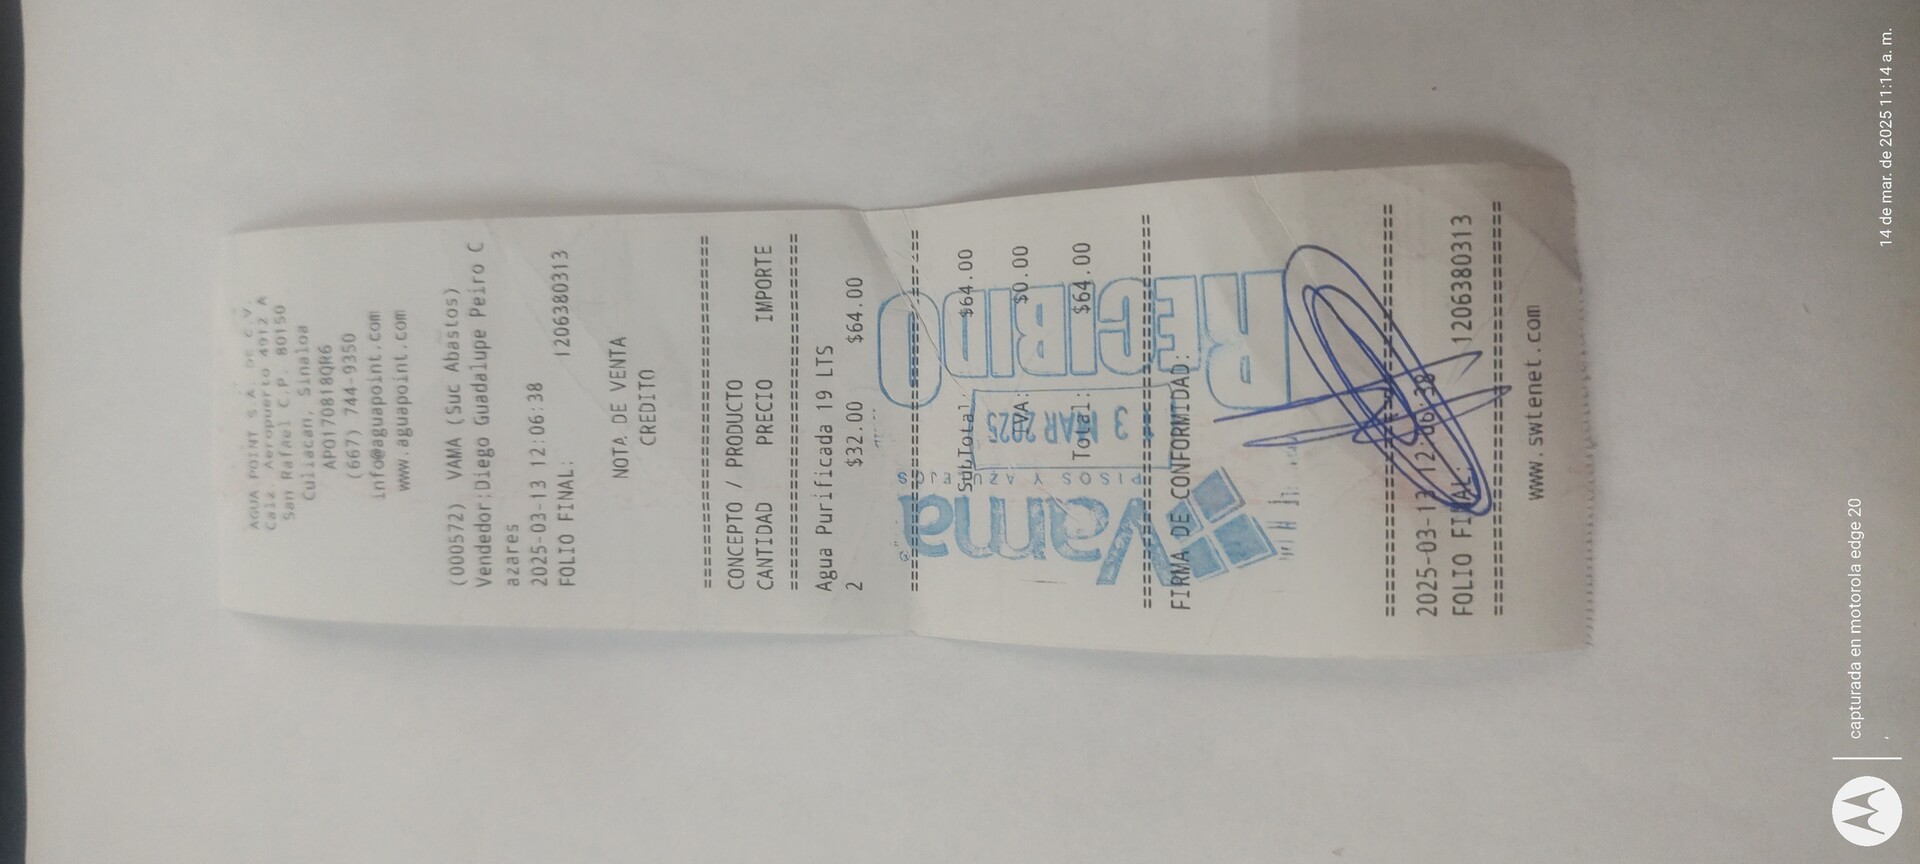 AGUA POINT S.A. DE C.V.
Calz. Aeropuerto 4912 A
San Rafael C.P. 80150
Culiacan, Sinaloa
APO170818QR6
(667) 744-9350
info@aguapoint.com
www.aguapoint.com
(000572) VAMA (Suc Abastos)
Vendedor:Diego Guadalupe Peiro C
azares
2025-03-13 12:06:38
FOLIO FINAL: 1206380313
NOTA DE VENTA
CREDITO
================================
CONCEPTO / PRODUCTO
CANTIDAD PRECIO IMPORTE
================================
Agua Purificada 19 LTS
2 $32.00 $64.00
================================
SubTotal: $64.00
IVA: $0.00
Total: $64.00
================================
FIRMA DE CONFORMIDAD:
RECIBIDO
13 MAR 2025
Vama
PISOS Y AZULEJOS
================================
2025-03-13 12:06:38
FOLIO FINAL: 1206380313
================================
www.swtenet.com
capturada en motorola edge 20
14 de mar. de 2025 11:14 a. m.